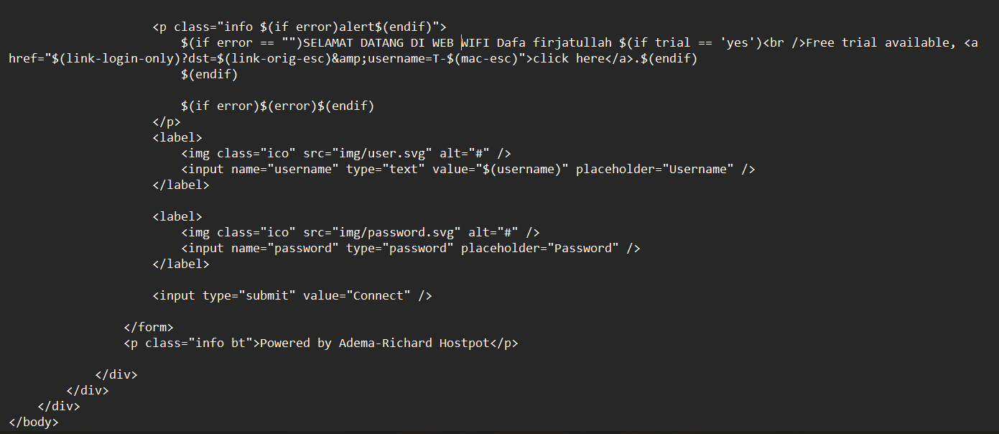 <p class="info $(if error)alert$(endif)">
$(if error == "")SELAMAT DATANG DI WEB WIFI Dafa firjatullah $(if trial == 'yes')<br />Free trial available, <a
href="$(link-login-only)?dst=$(link-orig-esc)&amp;username=T-$(mac-esc)">click here</a>.$(endif)
$(endif)
$(if error)$(error)$(endif)
</p>
<label>
<img class="ico" src="img/user.svg" alt="#" />
<input name="username" type="text" value="$(username)" placeholder="Username" />
</label>
<label>
<img class="ico" src="img/password.svg" alt="#" />
<input name="password" type="password" placeholder="Password" />
</label>
<input type="submit" value="Connect" />
</form>
<p class="info bt">Powered by Adema-Richard Hostpot</p>
</div>
</div>
</div>
</body>